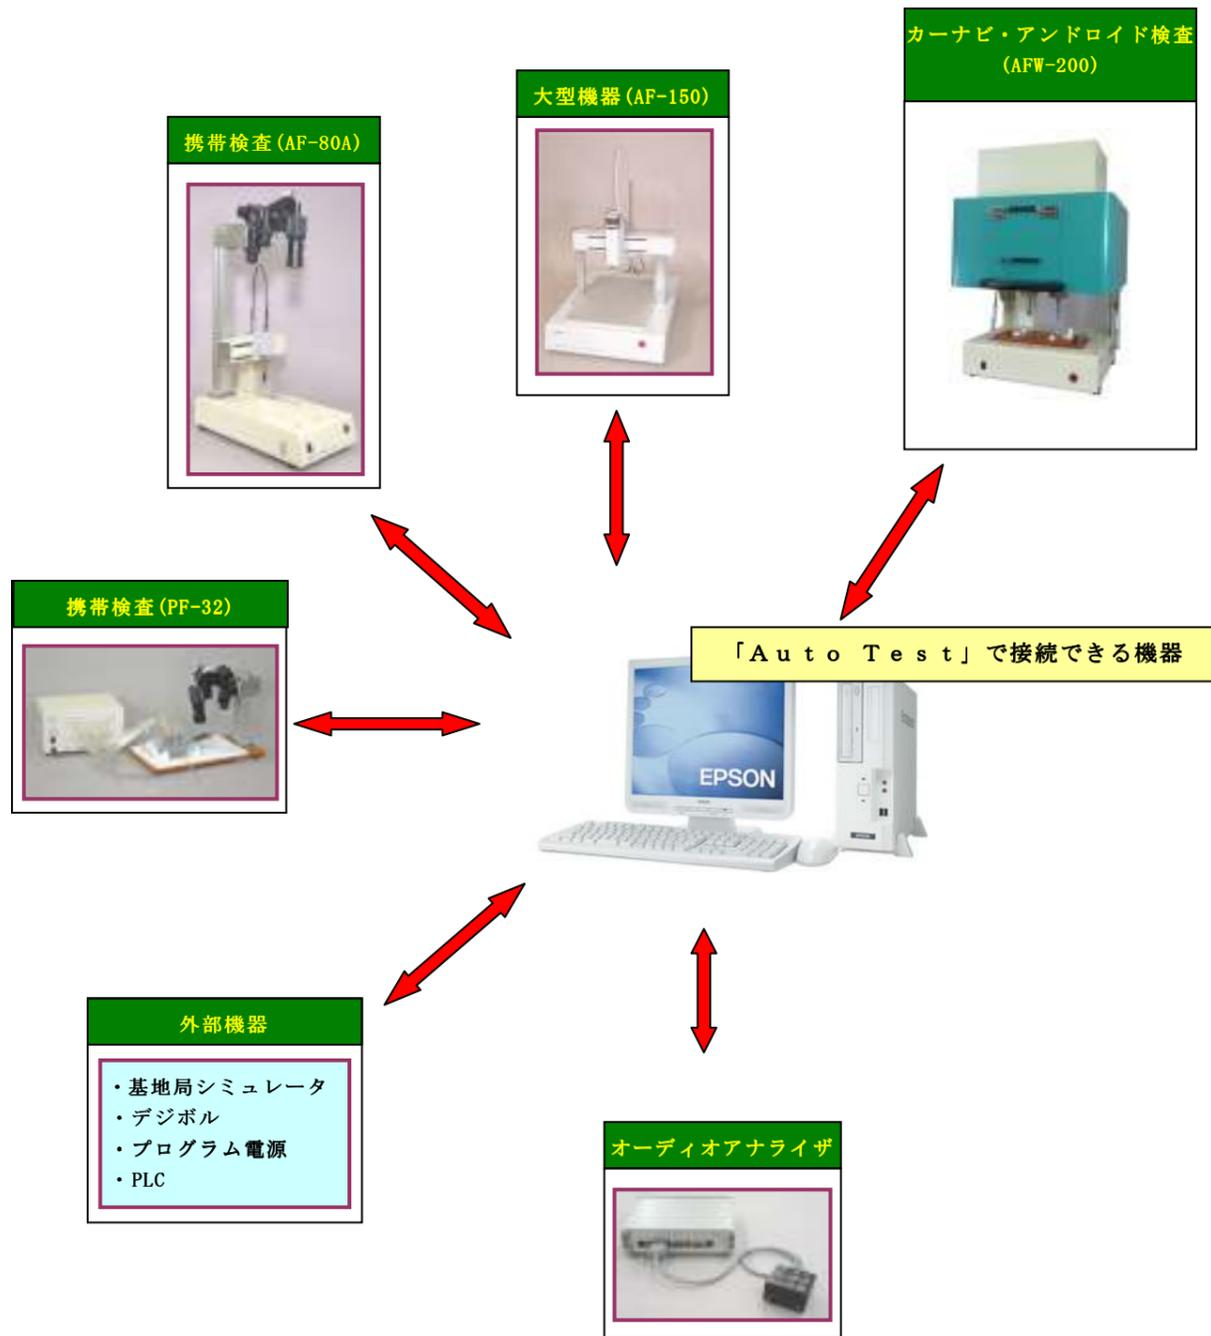 カーナビ・アンドロイド検査
(AFW-200)
大型機器(AF-150)
携帯検査(AF-80A)
携帯検査(PF-32)
「Auto Test」で接続できる機器
EPSON
外部機器
・基地局シミュレータ
・デジボル
・プログラム電源
・PLC
オーディオアナライザ